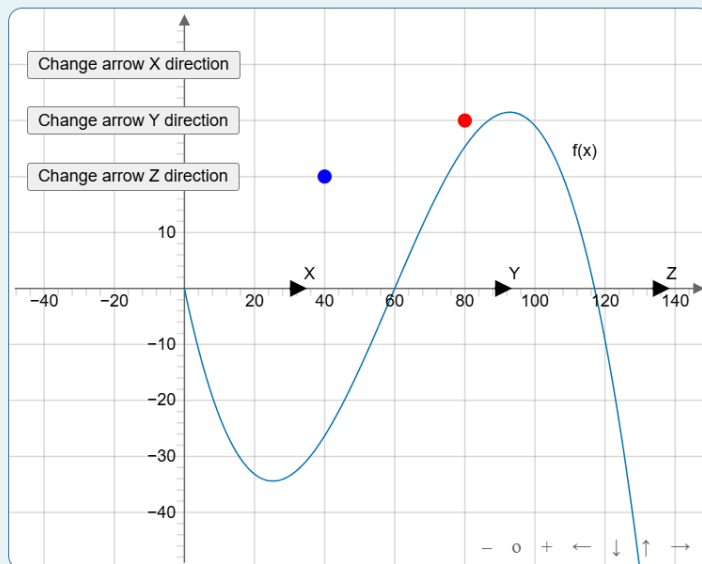 Change arrow X direction
Change arrow Y direction
f(x)
Change arrow Z direction
10
X Y Z
−40 −20 20 40 60 80 100 120 140
−10
−20
−30
−40
− o + ← ↓ ↑ →